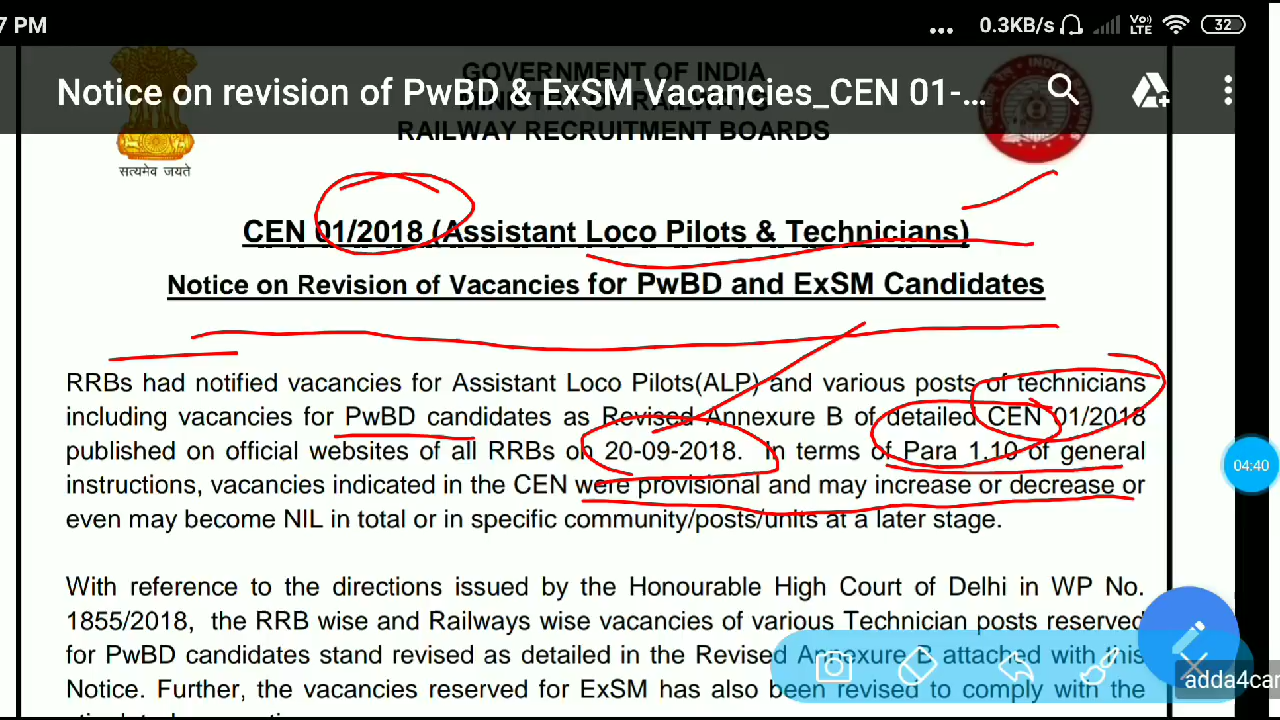 7 PM
0.3KB/s
Vo))
LTE
32
GOVERNMENT OF INDIA
Notice on revision of PwBD & ExSM Vacancies_CEN 01-...
MINISTRY OF RAILWAYS
RAILWAY RECRUITMENT BOARDS
सत्यमेव जयते
CEN 01/2018 (Assistant Loco Pilots & Technicians)
Notice on Revision of Vacancies for PwBD and ExSM Candidates
RRBs had notified vacancies for Assistant Loco Pilots(ALP) and various posts of technicians
including vacancies for PwBD candidates as Revised Annexure B of detailed CEN 01/2018
published on official websites of all RRBs on 20-09-2018. In terms of Para 1.10 of general
04:40
instructions, vacancies indicated in the CEN were provisional and may increase or decrease or
even may become NIL in total or in specific community/posts/units at a later stage.
With reference to the directions issued by the Honourable High Court of Delhi in WP No.
1855/2018, the RRB wise and Railways wise vacancies of various Technician posts reserved
for PwBD candidates stand revised as detailed in the Revised Annexure B attached with this
Notice. Further, the vacancies reserved for ExSM has also been revised to comply with the
adda4car